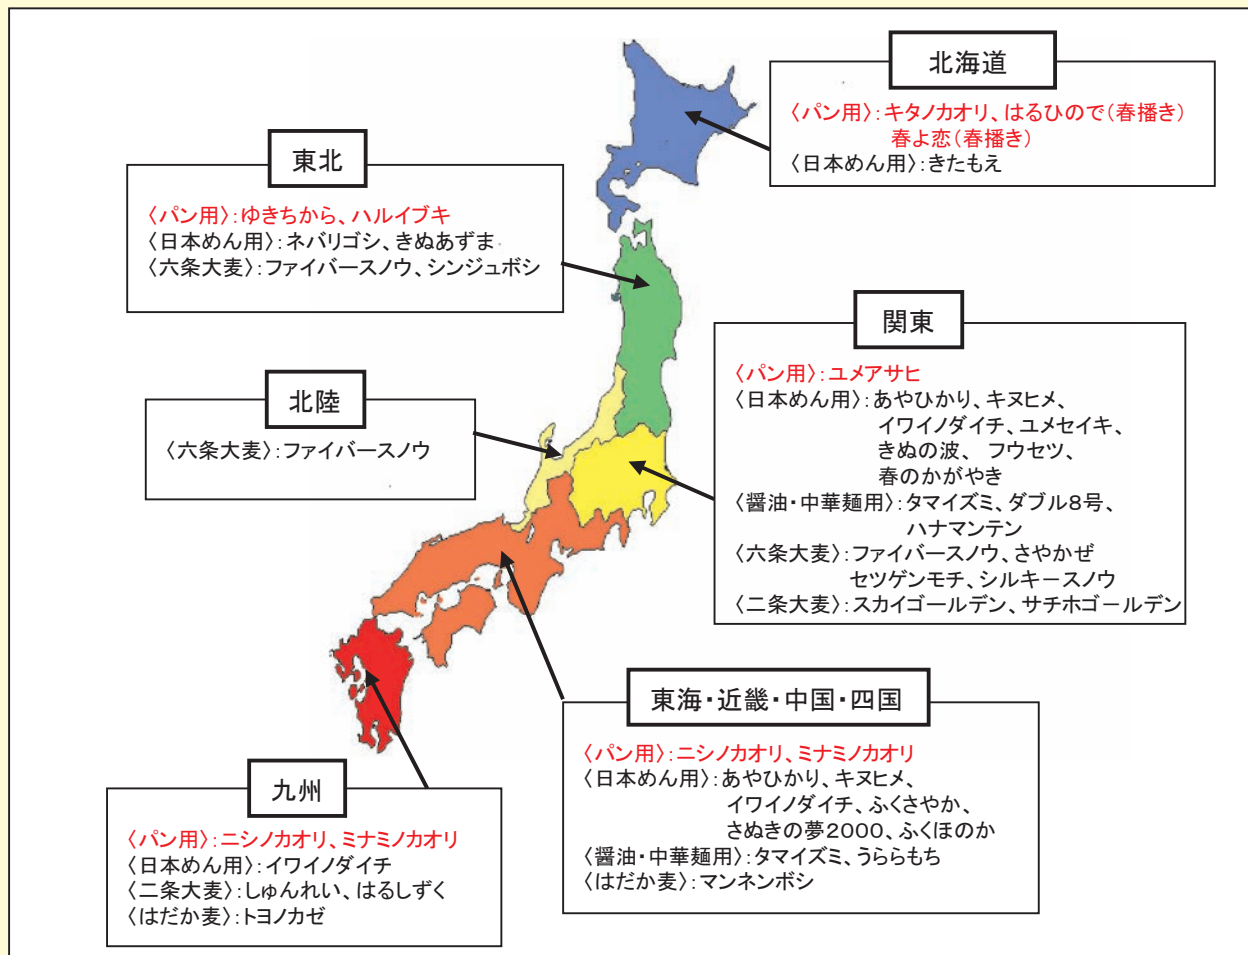 北海道
〈パン用〉:キタノカオリ、はるひので(春播き)
春よ恋(春播き)
〈日本めん用〉:きたもえ
東北
〈パン用〉:ゆきちから、ハルイブキ
〈日本めん用〉:ネバリゴシ、きぬあずま
〈六条大麦〉:ファイバースノウ、シンジュボシ
関東
〈パン用〉:ユメアサヒ
〈日本めん用〉:あやひかり、キヌヒメ、
イワイノダイチ、ユメセイキ、
きぬの波、 フウセツ、
春のかがやき
〈醤油・中華麺用〉:タマイズミ、ダブル8号、
ハナマンテン
〈六条大麦〉:ファイバースノウ、さやかぜ
セツゲンモチ、シルキースノウ
〈二条大麦〉:スカイゴールデン、サチホゴールデン
北陸
〈六条大麦〉:ファイバースノウ
東海・近畿・中国・四国
〈パン用〉:ニシノカオリ、ミナミノカオリ
〈日本めん用〉:あやひかり、キヌヒメ、
イワイノダイチ、ふくさやか、
さぬきの夢2000、ふくほのか
〈醤油・中華麺用〉:タマイズミ、うららもち
〈はだか麦〉:マンネンボシ
九州
〈パン用〉:ニシノカオリ、ミナミノカオリ
〈日本めん用〉:イワイノダイチ
〈二条大麦〉:しゅんれい、はるしずく
〈はだか麦〉:トヨノカゼ